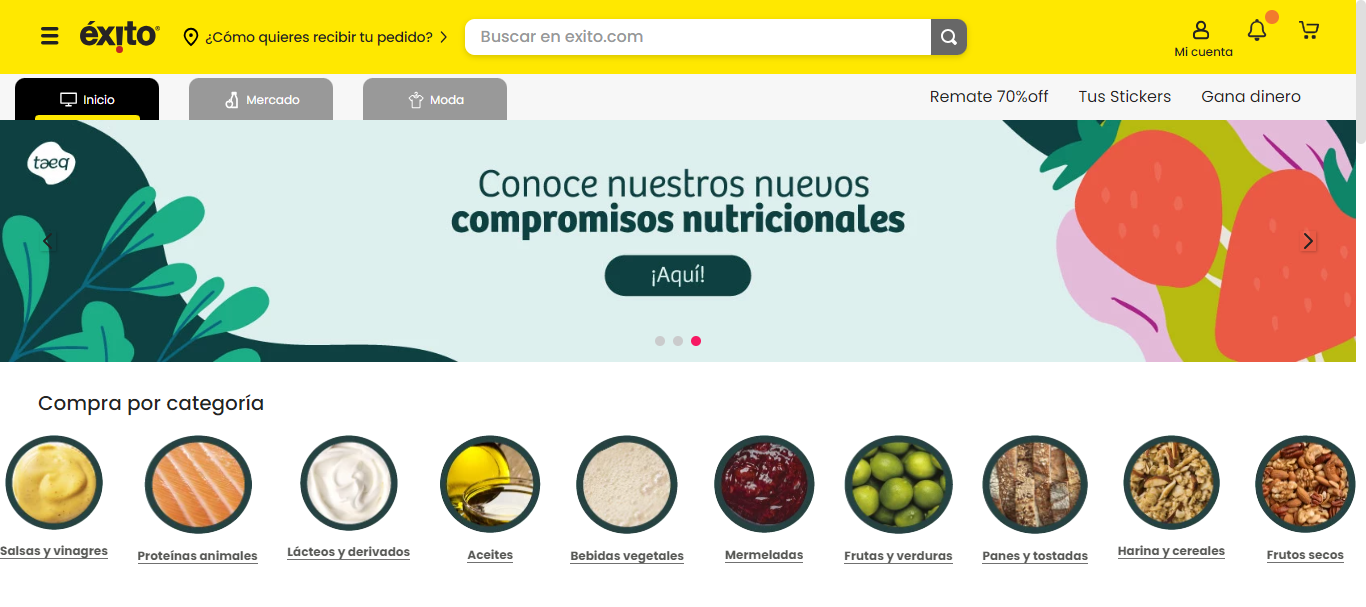 éxito
¿Cómo quieres recibir tu pedido?
Buscar en exito.com
Mi cuenta
Inicio
Mercado
Moda
Remate 70%off
Tus Stickers
Gana dinero
taeq
Conoce nuestros nuevos
compromisos nutricionales
¡Aquí!
Compra por categoría
Salsas y vinagres
Proteínas animales
Lácteos y derivados
Aceites
Bebidas vegetales
Mermeladas
Frutas y verduras
Panes y tostadas
Harina y cereales
Frutos secos